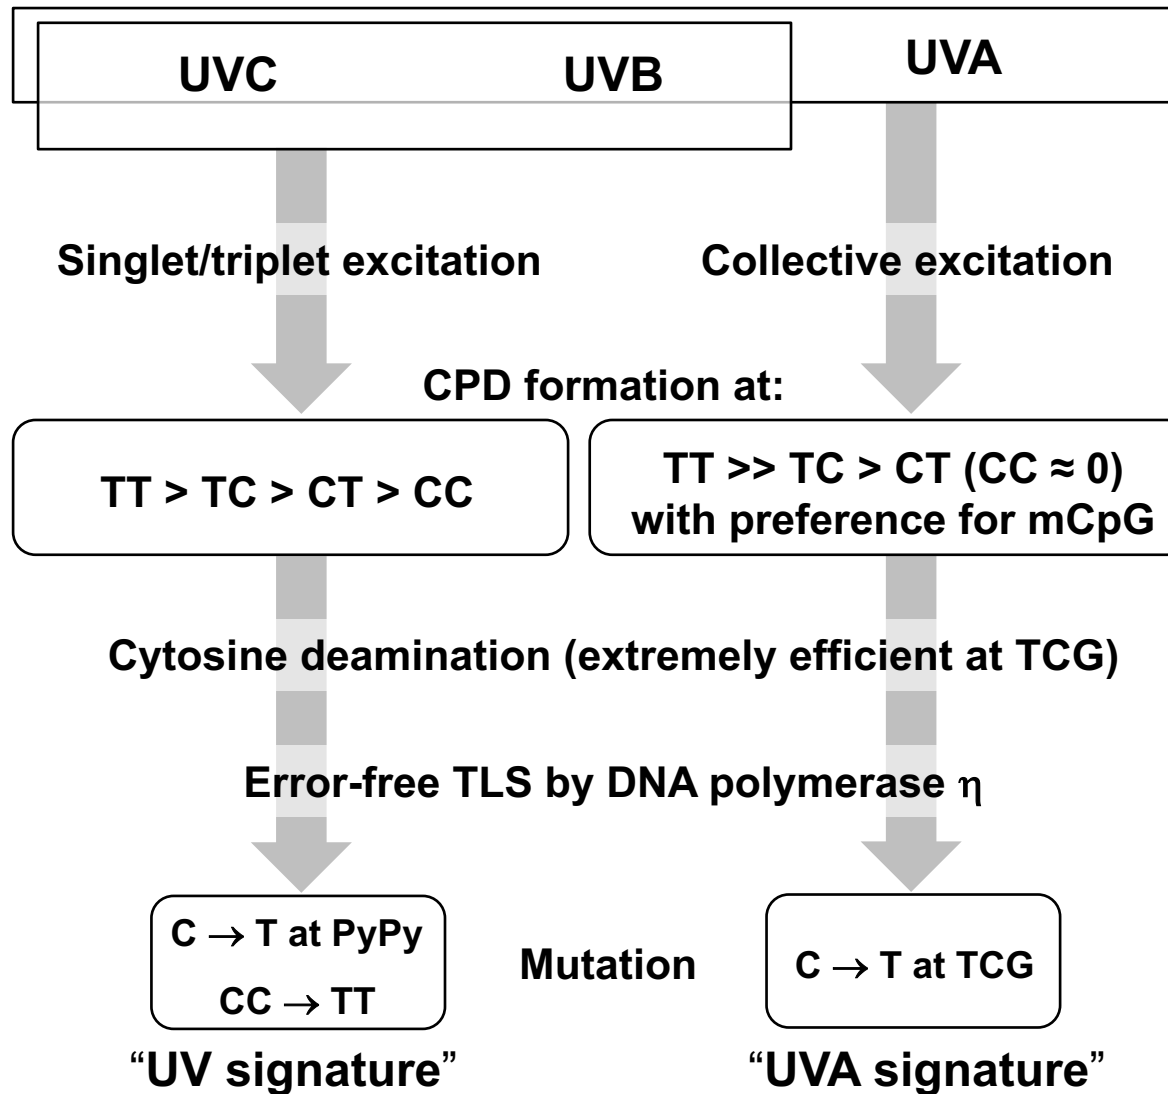 UVC UVB UVA
Singlet/triplet excitation
Collective excitation
CPD formation at:
TT > TC > CT > CC
TT >> TC > CT (CC ≈ 0)
with preference for mCpG
Cytosine deamination (extremely efficient at TCG)
Error-free TLS by DNA polymerase η
C → T at PyPy
CC → TT
Mutation
C → T at TCG
“UV signature”
“UVA signature”